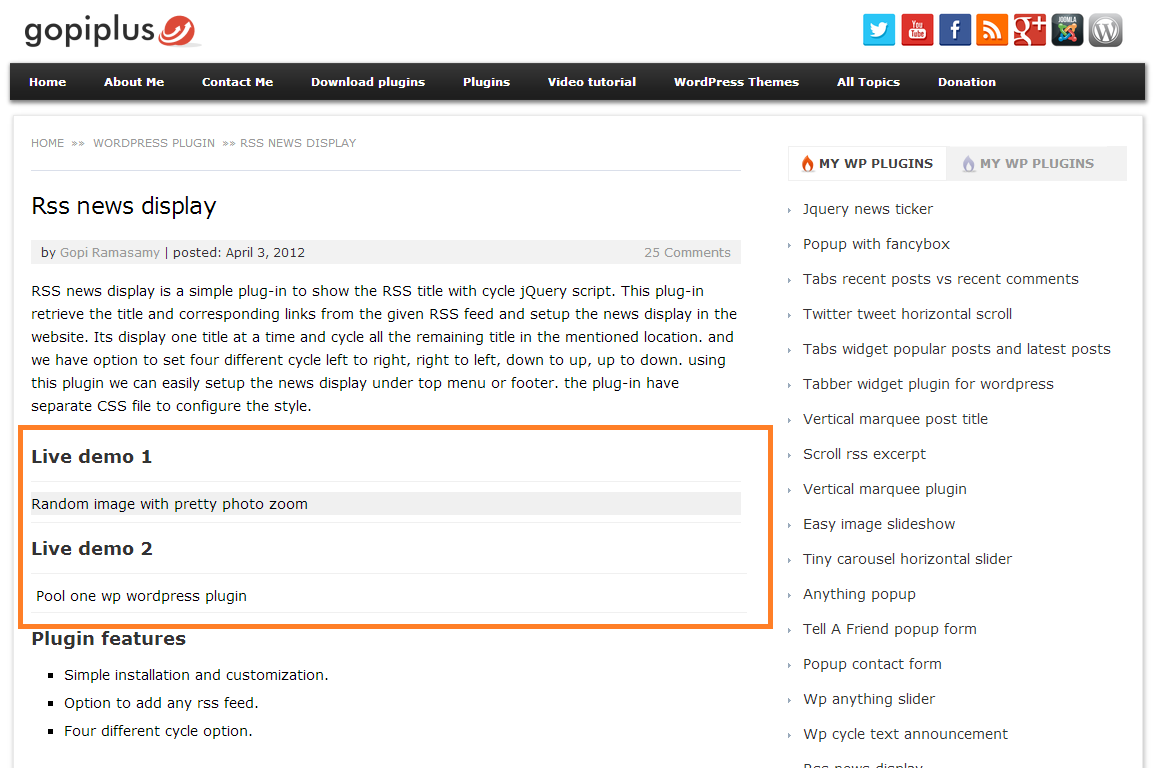 gopiplus
You Tube
JOOMLA
Home About Me Contact Me Download plugins Plugins Video tutorial WordPress Themes All Topics Donation
HOME »» WORDPRESS PLUGIN »» RSS NEWS DISPLAY
Rss news display
by Gopi Ramasamy | posted: April 3, 2012 25 Comments
RSS news display is a simple plug-in to show the RSS title with cycle jQuery script. This plug-in
retrieve the title and corresponding links from the given RSS feed and setup the news display in the
website. Its display one title at a time and cycle all the remaining title in the mentioned location. and
we have option to set four different cycle left to right, right to left, down to up, up to down. using
this plugin we can easily setup the news display under top menu or footer. the plug-in have
separate CSS file to configure the style.
Live demo 1
Random image with pretty photo zoom
Live demo 2
Pool one wp wordpress plugin
Plugin features
Simple installation and customization.
Option to add any rss feed.
Four different cycle option.
MY WP PLUGINS MY WP PLUGINS
Jquery news ticker
Popup with fancybox
Tabs recent posts vs recent comments
Twitter tweet horizontal scroll
Tabs widget popular posts and latest posts
Tabber widget plugin for wordpress
Vertical marquee post title
Scroll rss excerpt
Vertical marquee plugin
Easy image slideshow
Tiny carousel horizontal slider
Anything popup
Tell A Friend popup form
Popup contact form
Wp anything slider
Wp cycle text announcement
Rss news display